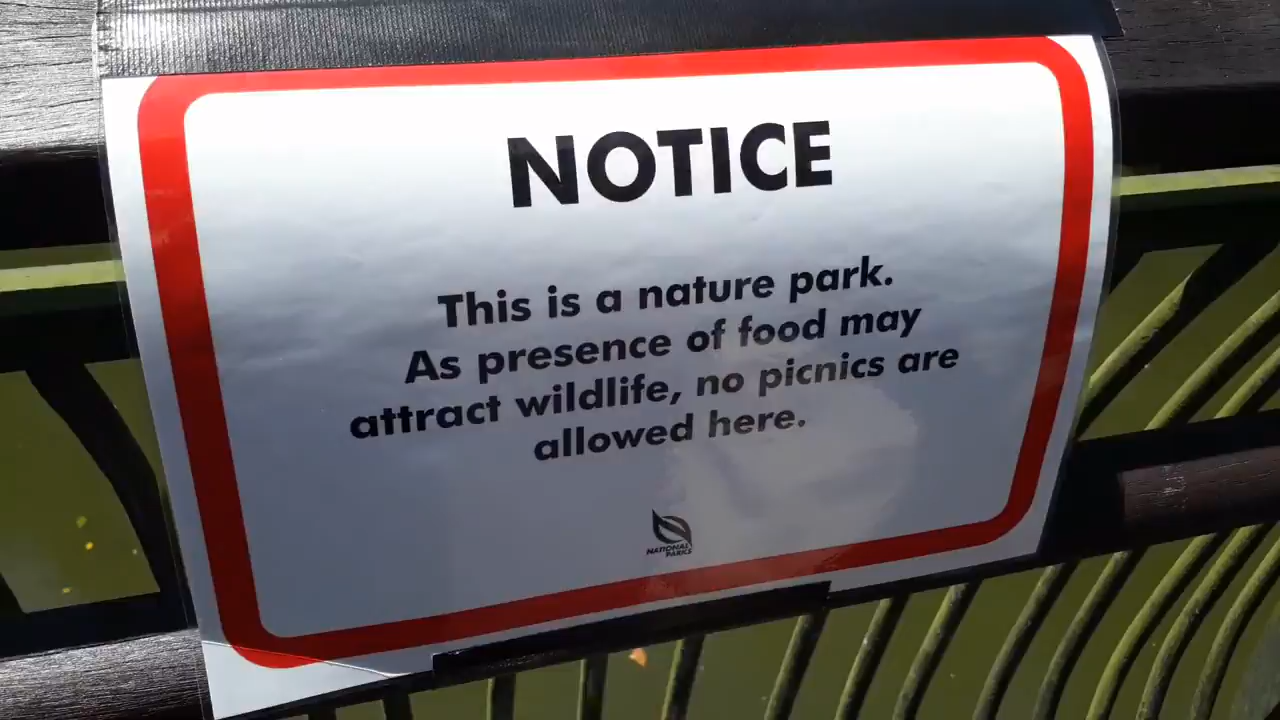 NOTICE
This is a nature park.
As presence of food may
attract wildlife, no picnics are
allowed here.
NATIONAL
PARKS